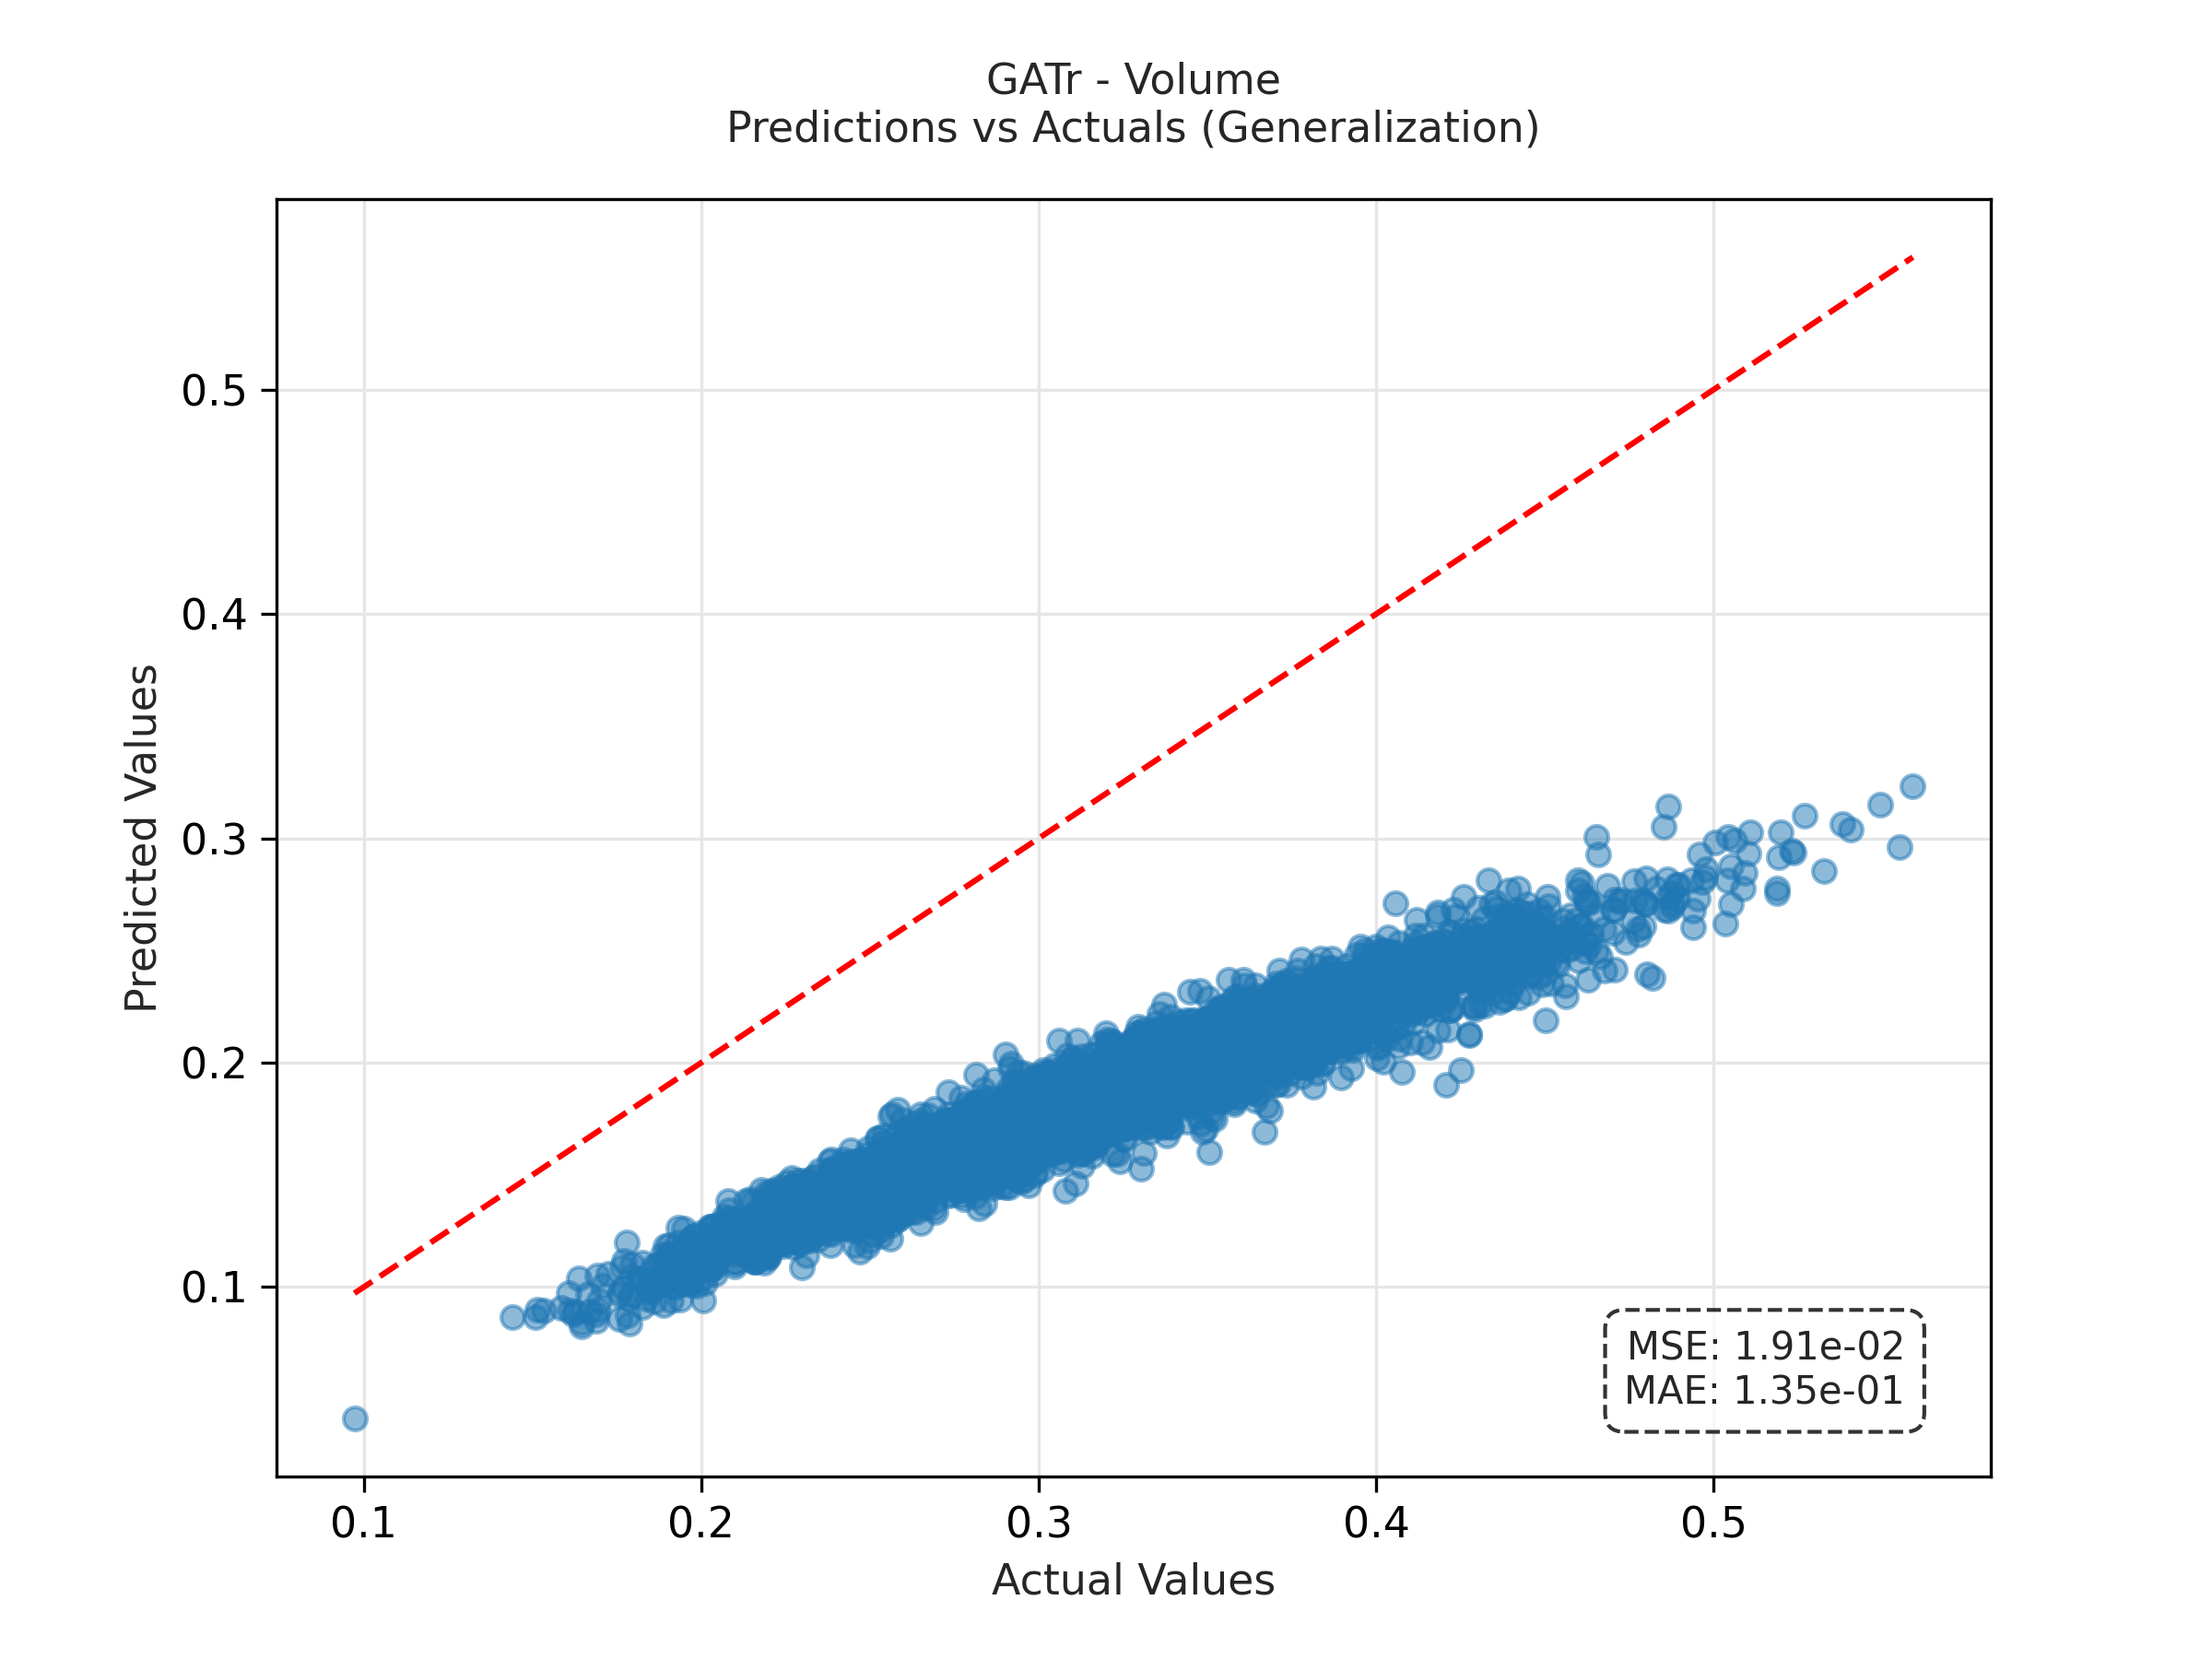 GATr - Volume
Predictions vs Actuals (Generalization)
Predicted Values
0.5
0.4
0.3
0.2
0.1
MSE: 1.91e-02
MAE: 1.35e-01
0.1 0.2 0.3 0.4 0.5
Actual Values